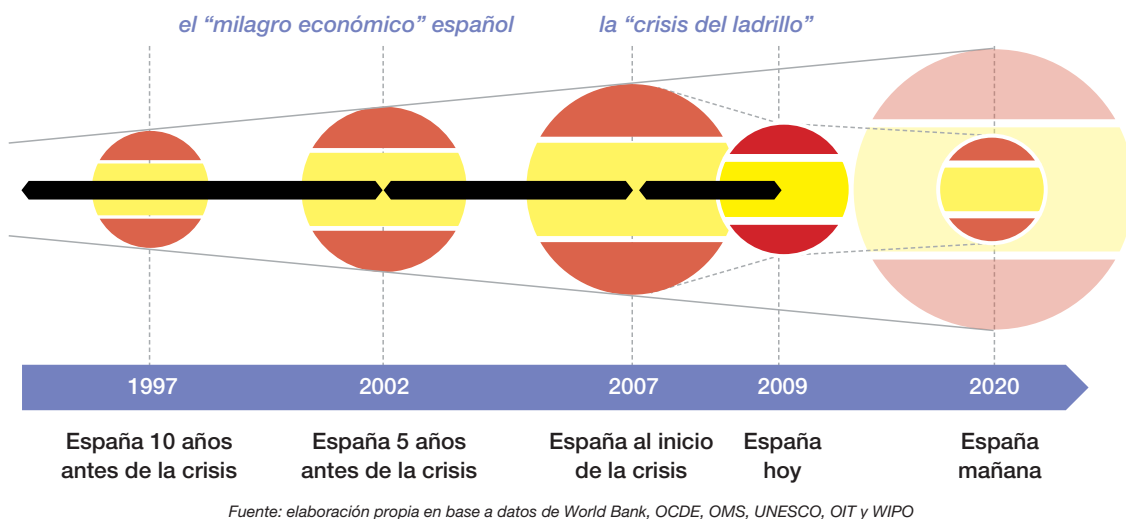 el “milagro económico” español
la “crisis del ladrillo”
1997
2002
2007
2009
2020
España 10 años
antes de la crisis
España 5 años
antes de la crisis
España al inicio
de la crisis
España
hoy
España
mañana
Fuente: elaboración propia en base a datos de World Bank, OCDE, OMS, UNESCO, OIT y WIPO